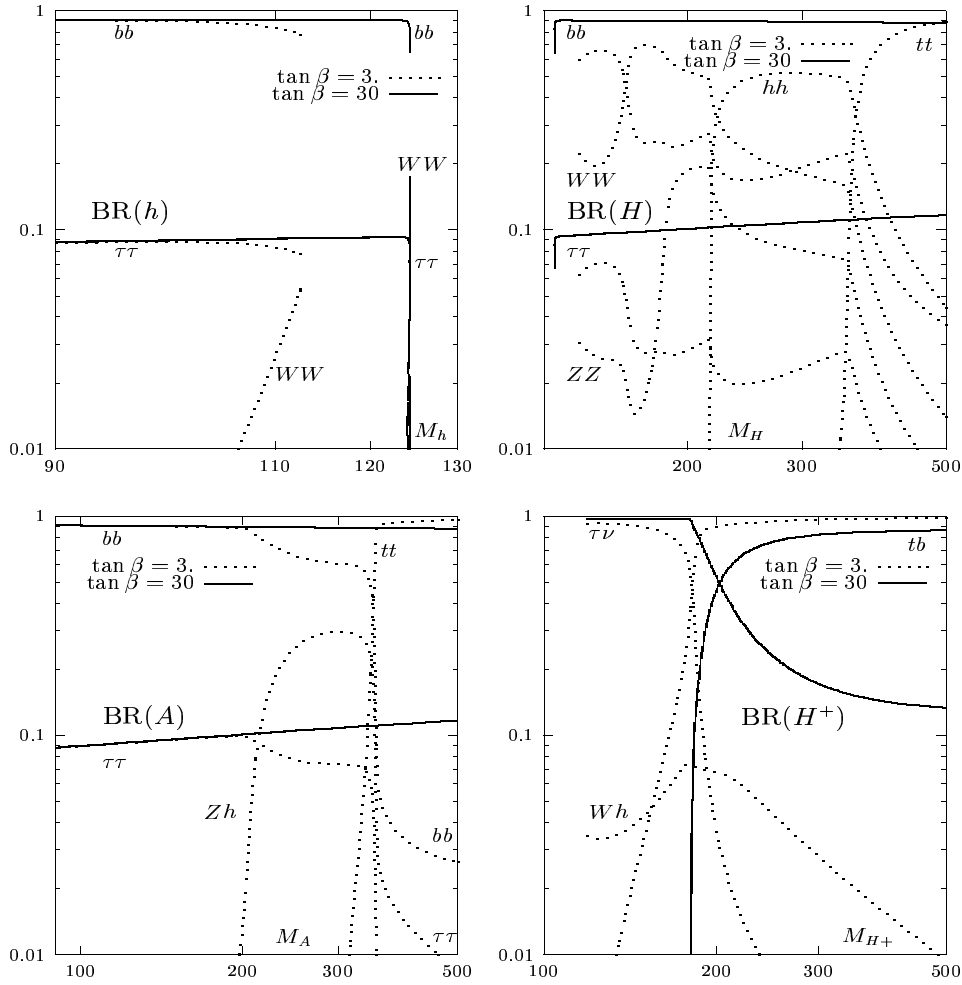 1
bb
bb
tan β = 3.
tan β = 30
WW
BR(h)
0.1
ττ
ττ
WW
M_h
0.01
90
110
120
130
1
bb
tan β = 3.
tan β = 30
tt
hh
WW
BR(H)
0.1
ττ
ZZ
M_H
0.01
200
300
500
1
bb
tt
tan β = 3.
tan β = 30
BR(A)
0.1
ττ
Zh
bb
M_A
ττ
0.01
100
200
300
500
1
τν
tb
tan β = 3.
tan β = 30
BR(H⁺)
0.1
Wh
M_H+
0.01
100
200
300
500